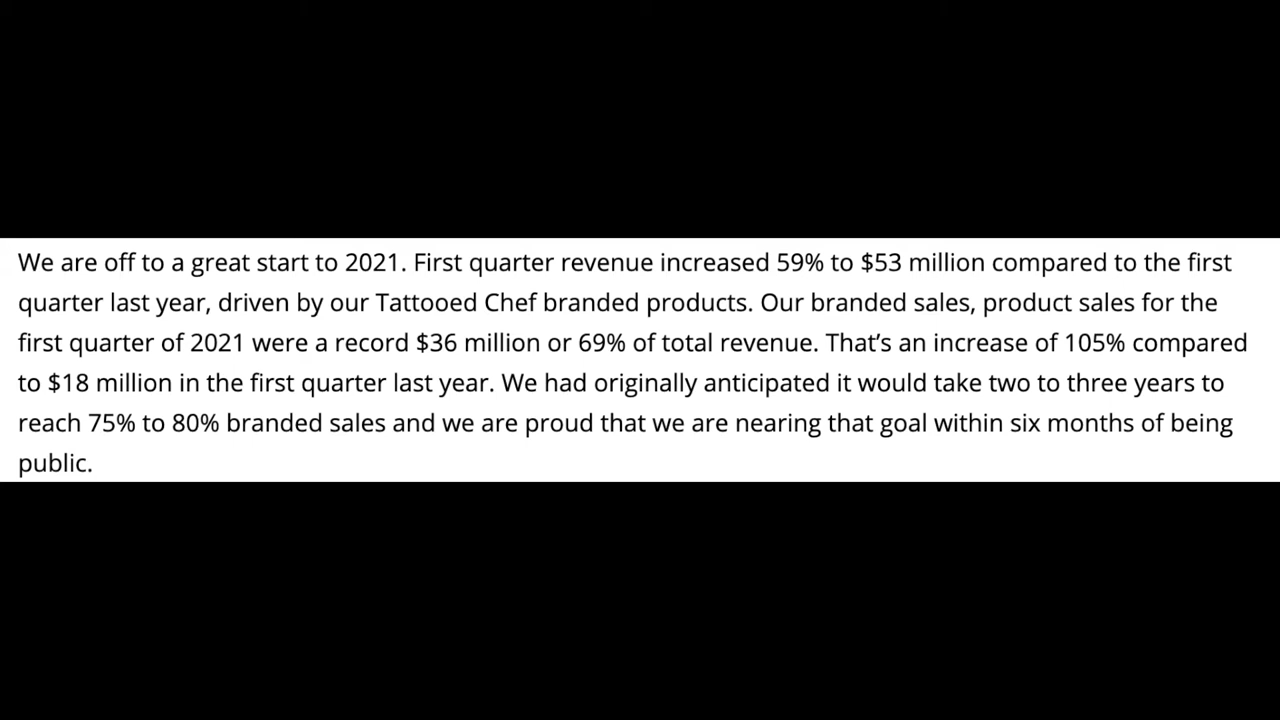 We are off to a great start to 2021. First quarter revenue increased 59% to $53 million compared to the first
quarter last year, driven by our Tattooed Chef branded products. Our branded sales, product sales for the
first quarter of 2021 were a record $36 million or 69% of total revenue. That’s an increase of 105% compared
to $18 million in the first quarter last year. We had originally anticipated it would take two to three years to
reach 75% to 80% branded sales and we are proud that we are nearing that goal within six months of being
public.